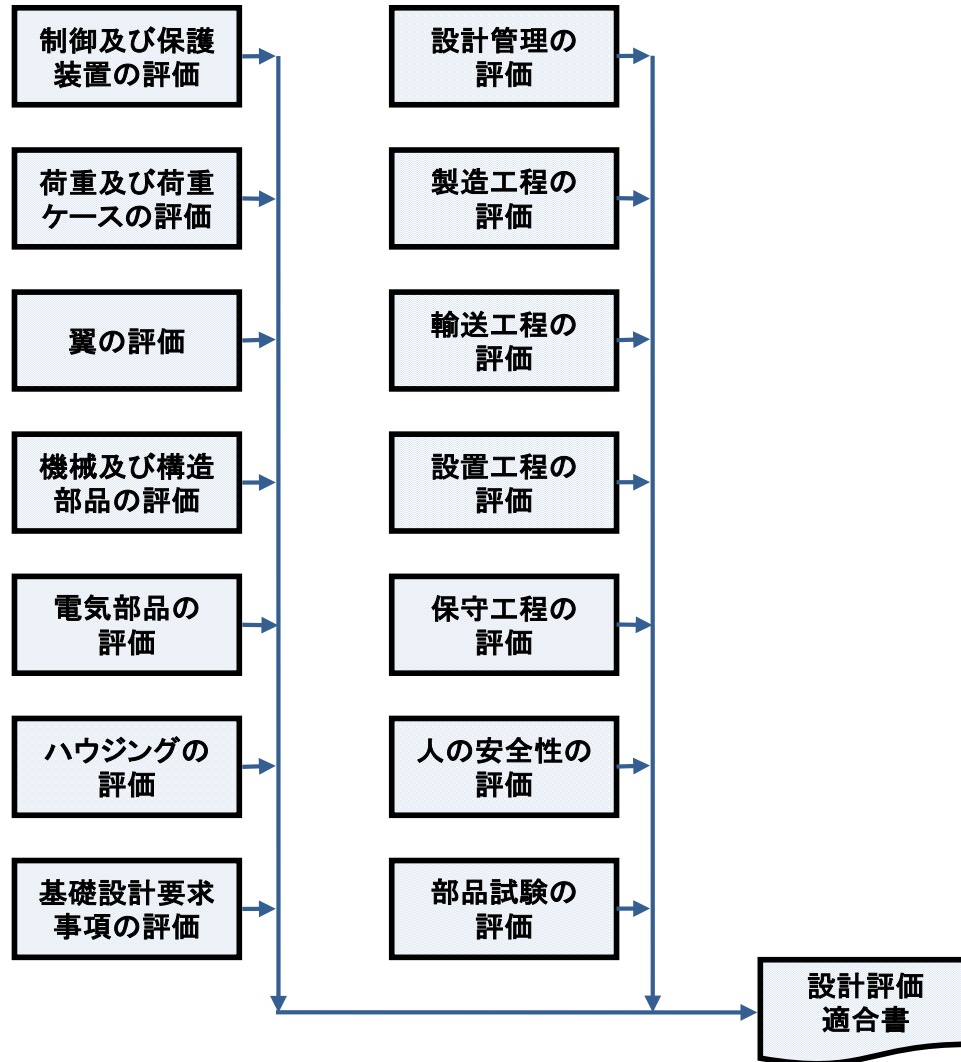 制御及び保護
装置の評価
荷重及び荷重
ケースの評価
翼の評価
機械及び構造
部品の評価
電気部品の
評価
ハウジングの
評価
基礎設計要求
事項の評価
設計管理の
評価
製造工程の
評価
輸送工程の
評価
設置工程の
評価
保守工程の
評価
人の安全性の
評価
部品試験の
評価
設計評価
適合書